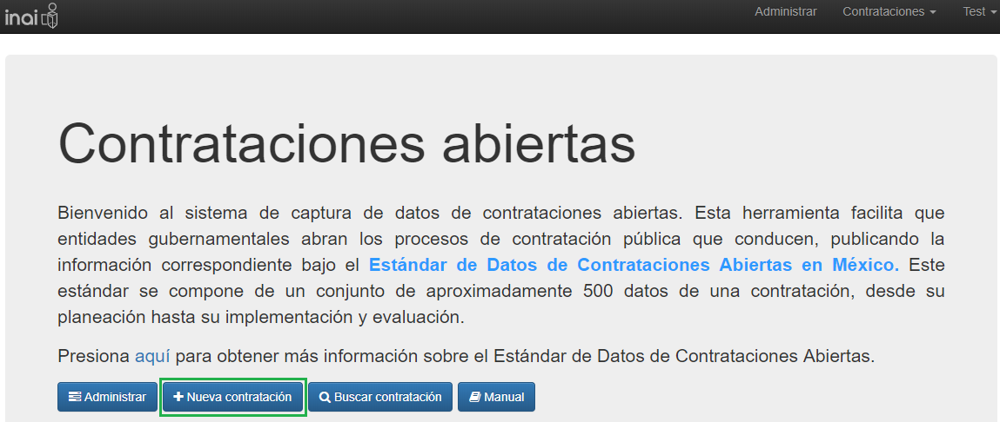 inai
Administrar Contrataciones Test
Contrataciones abiertas
Bienvenido al sistema de captura de datos de contrataciones abiertas. Esta herramienta facilita que
entidades gubernamentales abran los procesos de contratación pública que conducen, publicando la
información correspondiente bajo el Estándar de Datos de Contrataciones Abiertas en México. Este
estándar se compone de un conjunto de aproximadamente 500 datos de una contratación, desde su
planeación hasta su implementación y evaluación.
Presiona aquí para obtener más información sobre el Estándar de Datos de Contrataciones Abiertas.
Administrar Nueva contratación Buscar contratación Manual